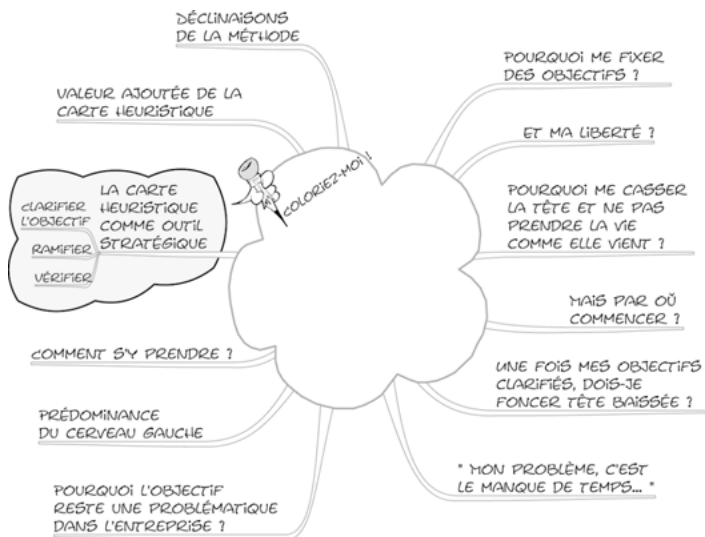 DÉCLINAISONS
DE LA MÉTHODE
POURQUOI ME FIXER
DES OBJECTIFS ?
VALEUR AJOUTÉE DE LA
CARTE HEURISTIQUE
ET MA LIBERTÉ ?
COLORIEZ-MOI !
LA CARTE
HEURISTIQUE
COMME OUTIL
STRATÉGIQUE
CLARIFIER
L'OBJECTIF
RAMIFIER
VÉRIFIER
POURQUOI ME CASSER
LA TÊTE ET NE PAS
PRENDRE LA VIE
COMME ELLE VIENT ?
MAIS PAR OÙ
COMMENCER ?
COMMENT S'Y PRENDRE ?
UNE FOIS MES OBJECTIFS
CLARIFIÉS, DOIS-JE
FONCER TÊTE BAISSÉE ?
PRÉDOMINANCE
DU CERVEAU GAUCHE
" MON PROBLÈME, C'EST
LE MANQUE DE TEMPS... "
POURQUOI L'OBJECTIF
RESTE UNE PROBLÉMATIQUE
DANS L'ENTREPRISE ?